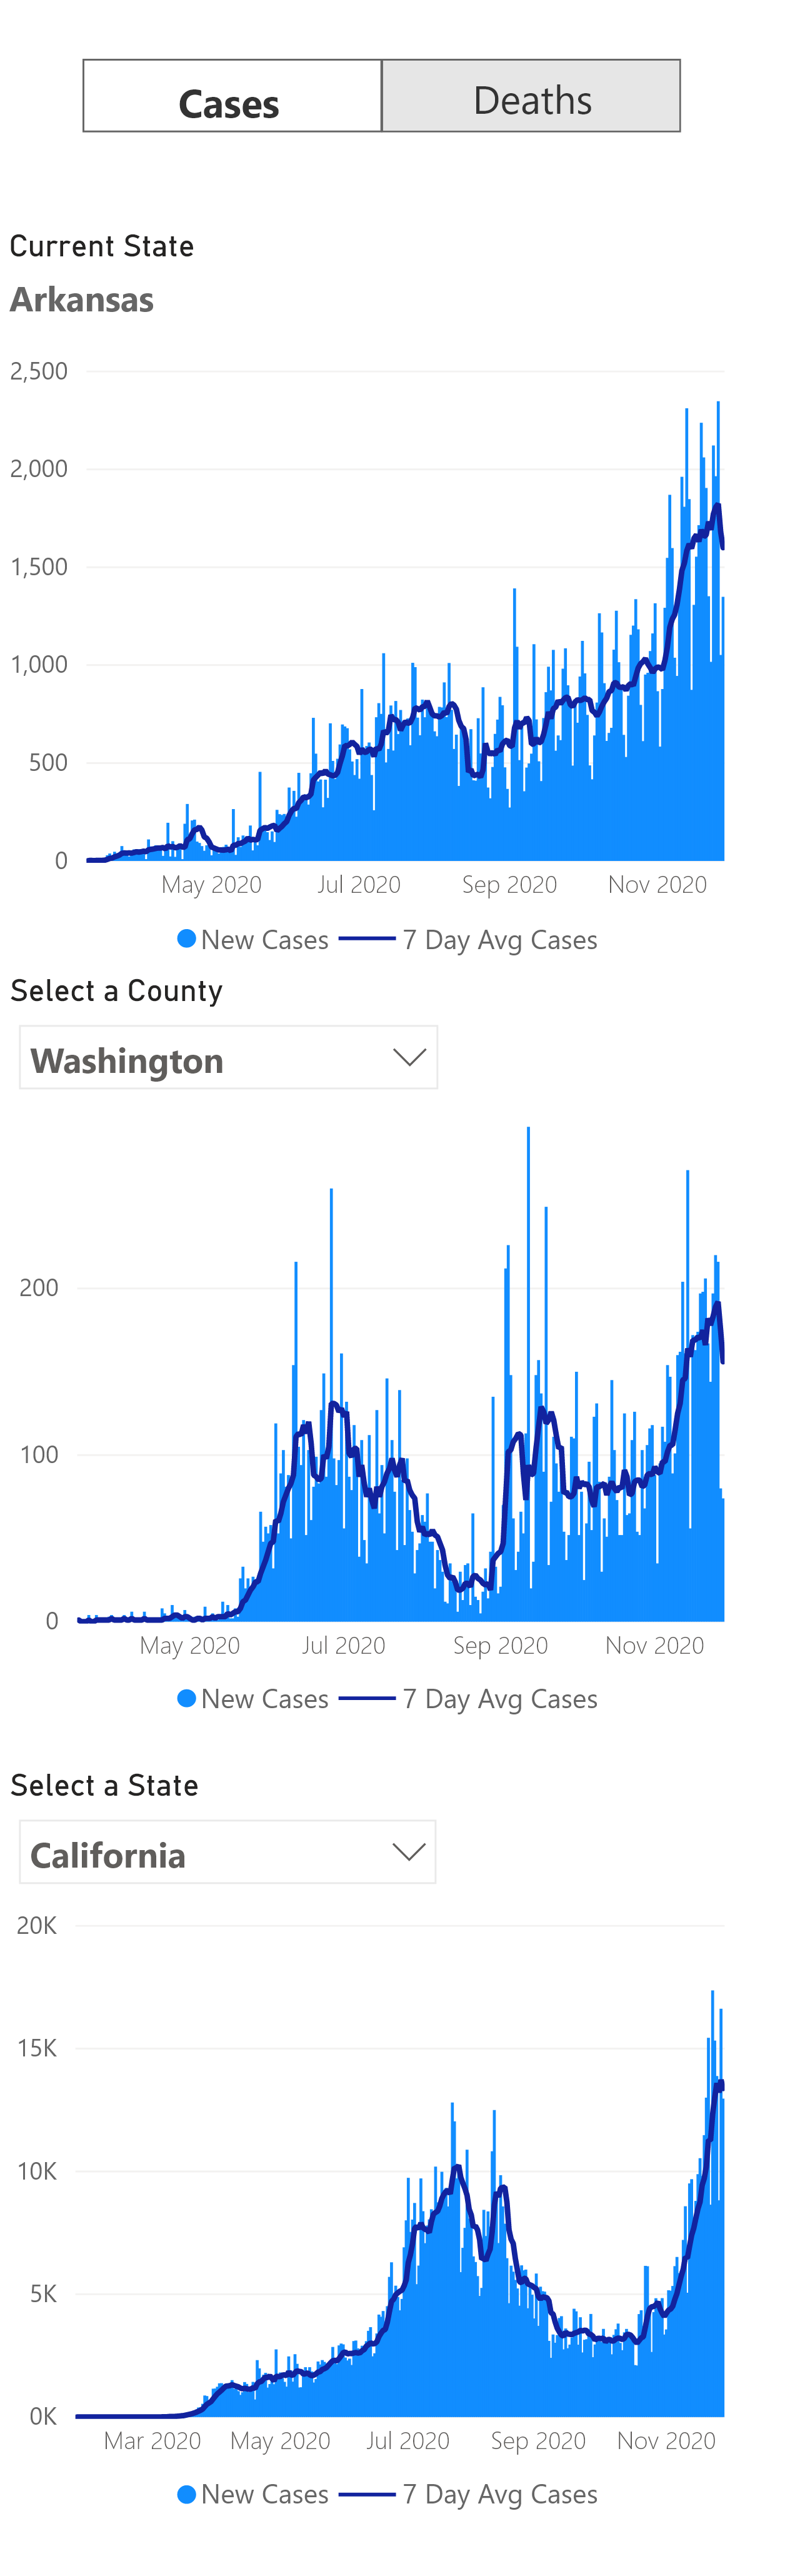 Cases Deaths
Current State
Arkansas
2,500
2,000
1,500
1,000
500
0
May 2020 Jul 2020 Sep 2020 Nov 2020
New Cases 7 Day Avg Cases
Select a County
Washington
200
100
0
May 2020 Jul 2020 Sep 2020 Nov 2020
New Cases 7 Day Avg Cases
Select a State
California
20K
15K
10K
5K
0K
Mar 2020 May 2020 Jul 2020 Sep 2020 Nov 2020
New Cases 7 Day Avg Cases